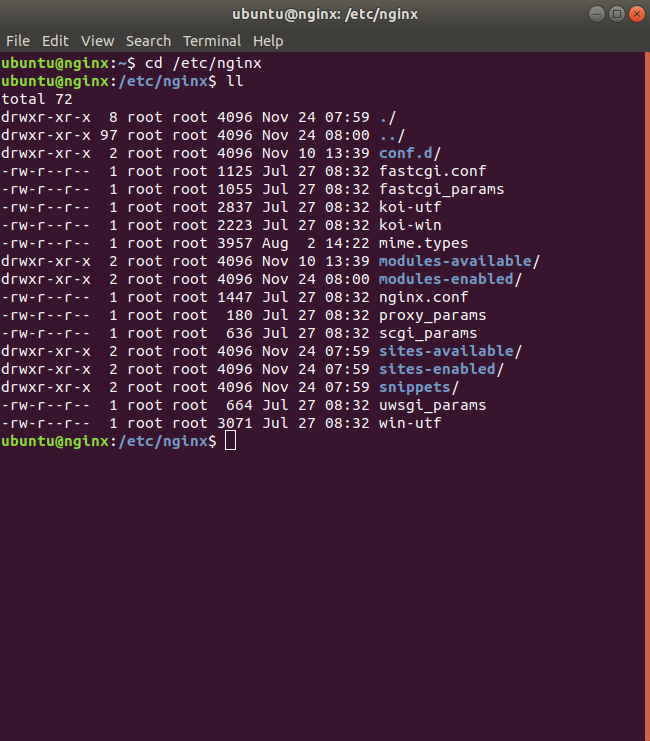 ubuntu@nginx: /etc/nginx
File Edit View Search Terminal Help
ubuntu@nginx:~$ cd /etc/nginx
ubuntu@nginx:/etc/nginx$ ll
total 72
drwxr-xr-x  8 root root 4096 Nov 24 07:59 ./
drwxr-xr-x 97 root root 4096 Nov 24 08:00 ../
drwxr-xr-x  2 root root 4096 Nov 10 13:39 conf.d/
-rw-r--r--  1 root root 1125 Jul 27 08:32 fastcgi.conf
-rw-r--r--  1 root root 1055 Jul 27 08:32 fastcgi_params
-rw-r--r--  1 root root 2837 Jul 27 08:32 koi-utf
-rw-r--r--  1 root root 2223 Jul 27 08:32 koi-win
-rw-r--r--  1 root root 3957 Aug  2 14:22 mime.types
drwxr-xr-x  2 root root 4096 Nov 10 13:39 modules-available/
drwxr-xr-x  2 root root 4096 Nov 24 08:00 modules-enabled/
-rw-r--r--  1 root root 1447 Jul 27 08:32 nginx.conf
-rw-r--r--  1 root root  180 Jul 27 08:32 proxy_params
-rw-r--r--  1 root root  636 Jul 27 08:32 scgi_params
drwxr-xr-x  2 root root 4096 Nov 24 07:59 sites-available/
drwxr-xr-x  2 root root 4096 Nov 24 07:59 sites-enabled/
drwxr-xr-x  2 root root 4096 Nov 24 07:59 snippets/
-rw-r--r--  1 root root  664 Jul 27 08:32 uwsgi_params
-rw-r--r--  1 root root 3071 Jul 27 08:32 win-utf
ubuntu@nginx:/etc/nginx$